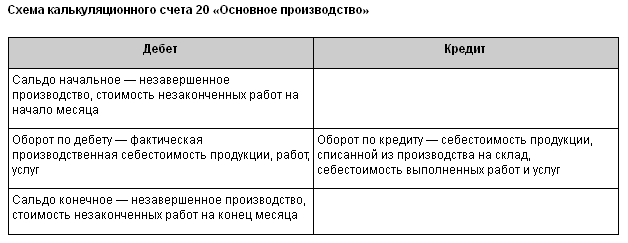 Схема калькуляционного счета 20 «Основное производство»
Дебет
Кредит
Сальдо начальное — незавершенное
производство, стоимость незаконченных работ на
начало месяца
Оборот по дебету — фактическая
производственная себестоимость продукции, работ,
услуг
Оборот по кредиту — себестоимость продукции,
списанной из производства на склад,
себестоимость выполненных работ и услуг
Сальдо конечное — незавершенное производство,
стоимость незаконченных работ на конец месяца